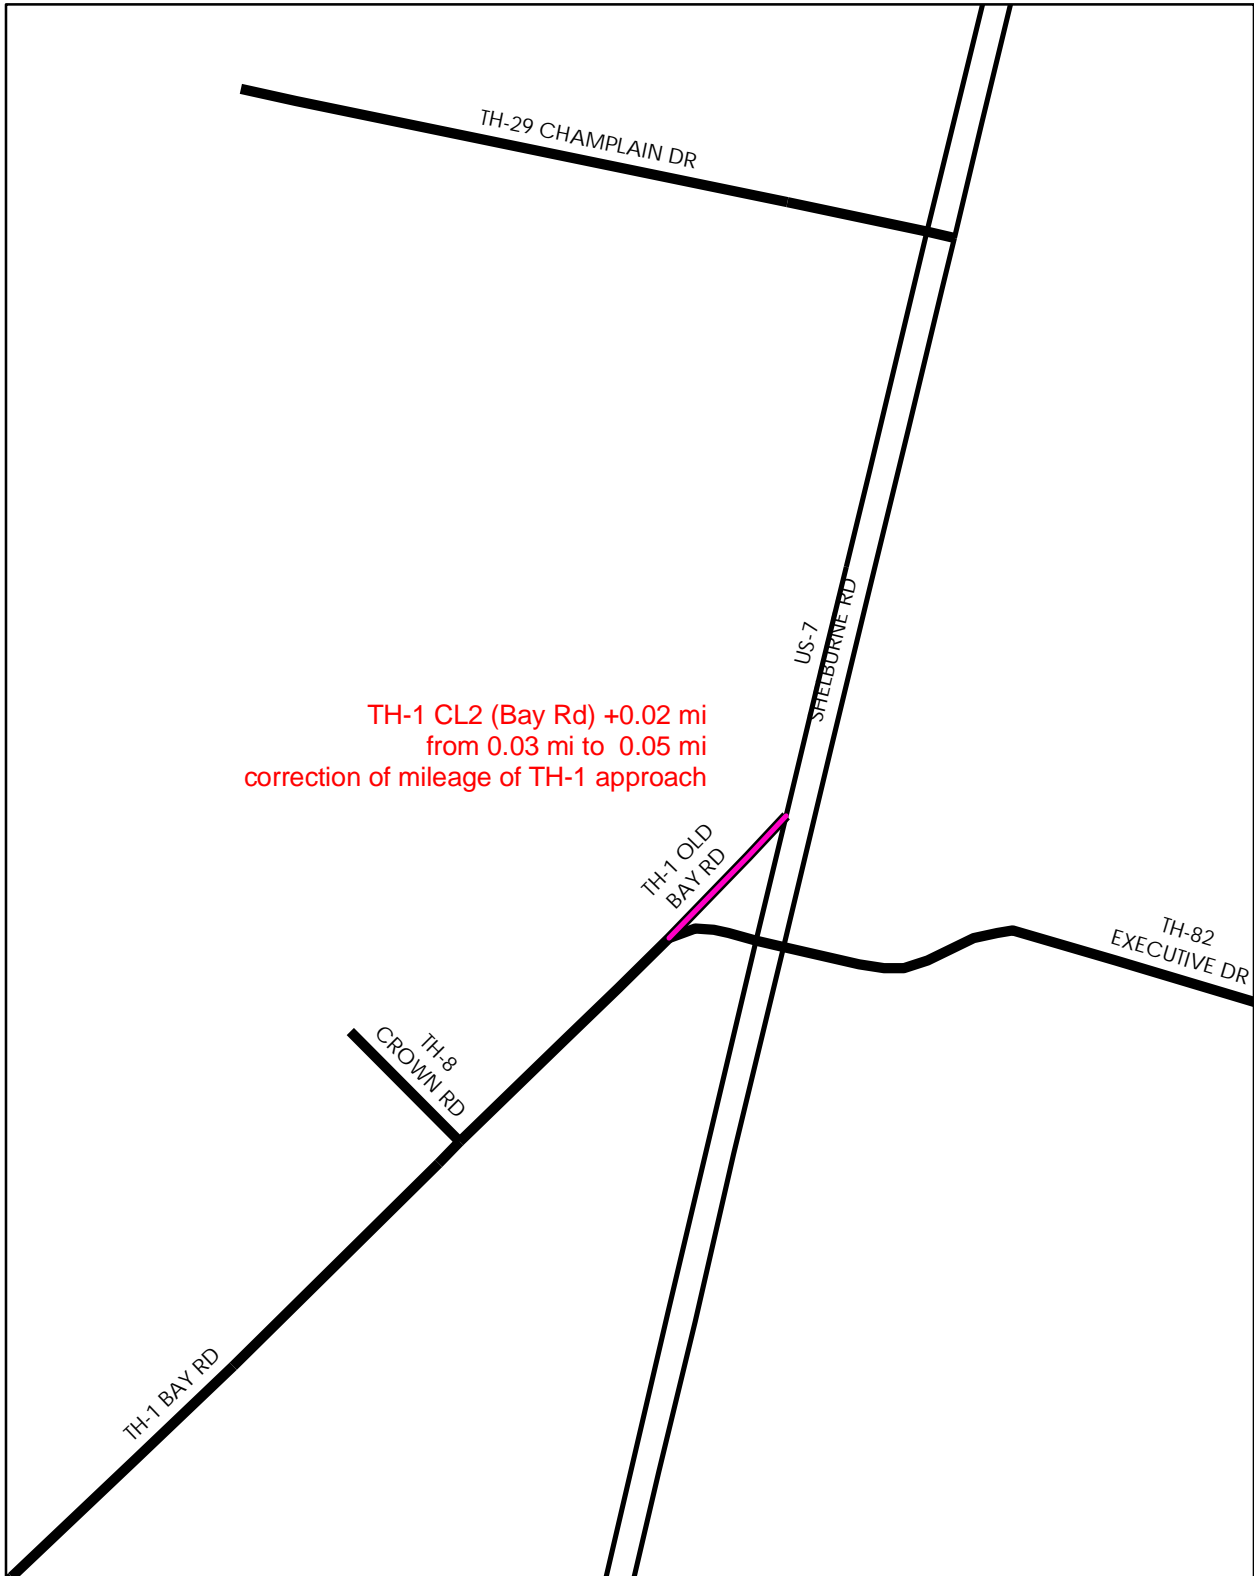 TH-29 CHAMPLAIN DR
US-7
SHELBURNE RD
TH-1 CL2 (Bay Rd) +0.02 mi
from 0.03 mi to  0.05 mi
correction of mileage of TH-1 approach
TH-1 OLD
BAY RD
TH-82
EXECUTIVE DR
TH-8
CROWN RD
TH-1 BAY RD